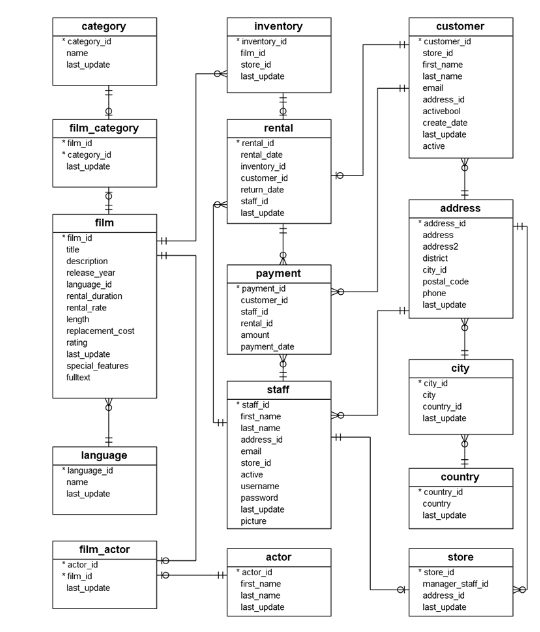 category
* category_id
name
last_update
film_category
* film_id
* category_id
last_update
film
* film_id
title
description
release_year
language_id
rental_duration
rental_rate
length
replacement_cost
rating
last_update
special_features
fulltext
language
* language_id
name
last_update
film_actor
* actor_id
* film_id
last_update
inventory
* inventory_id
film_id
store_id
last_update
rental
* rental_id
rental_date
inventory_id
customer_id
return_date
staff_id
last_update
payment
* payment_id
customer_id
staff_id
rental_id
amount
payment_date
staff
* staff_id
first_name
last_name
address_id
email
store_id
active
username
password
last_update
picture
actor
* actor_id
first_name
last_name
last_update
customer
* customer_id
store_id
first_name
last_name
email
address_id
activebool
create_date
last_update
active
address
* address_id
address
address2
district
city_id
postal_code
phone
last_update
city
* city_id
city
country_id
last_update
country
* country_id
country
last_update
store
* store_id
manager_staff_id
address_id
last_update